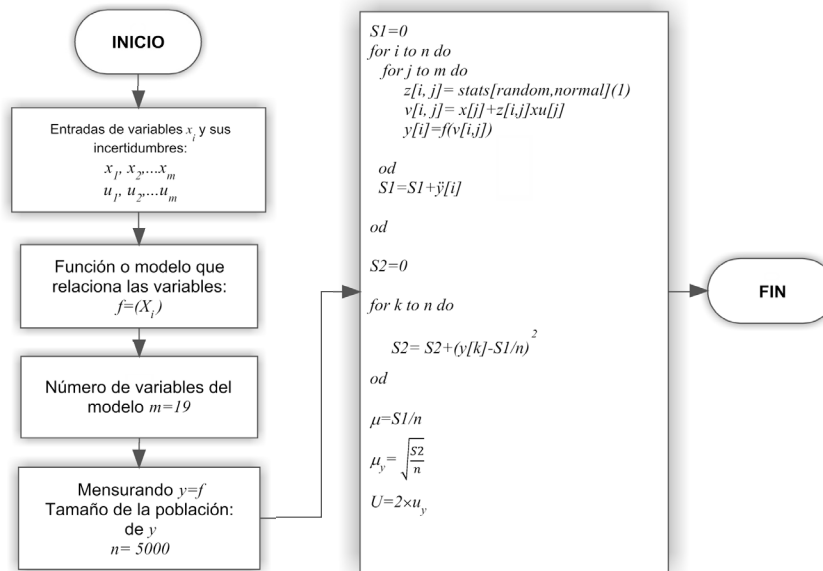 INICIO
Entradas de variables x_i y sus
incertidumbres:
x_1, x_2,...x_m
u_1, u_2,...u_m
Función o modelo que
relaciona las variables:
f=(X_i)
Número de variables del
modelo m=19
Mensurando y=f
Tamaño de la población:
de y
n= 5000
S1=0
for i to n do
for j to m do
z[i, j]= stats[random,normal](1)
v[i, j]= x[j]+z[i,j]xu[j]
y[i]=f(v[i,j])
od
S1=S1+ÿ[i]
od
S2=0
for k to n do
S2= S2+(y[k]-S1/n)²
od
μ=S1/n
μ_y=√(S2/n)
U=2×u_y
FIN